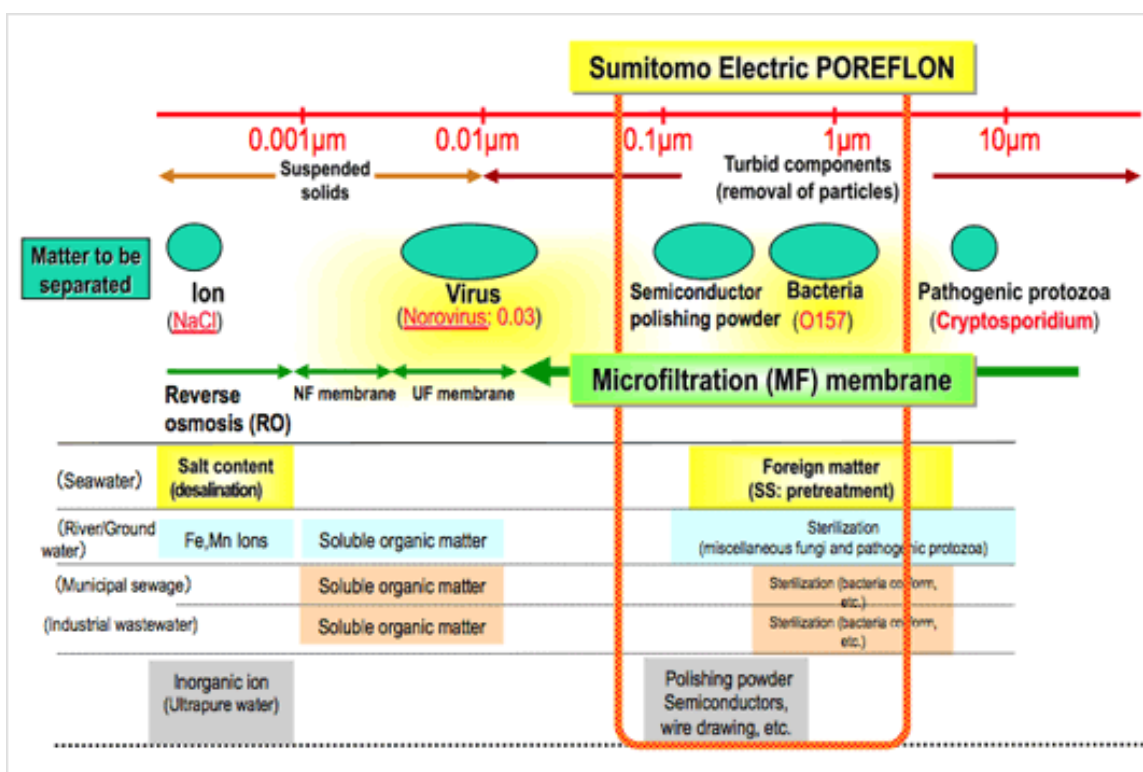 Sumitomo Electric POREFLON
0.001µm
0.01µm
0.1µm
1µm
10µm
Suspended
solids
Turbid components
(removal of particles)
Matter to be
separated
Ion
(NaCl)
Virus
(Norovirus: 0.03)
Semiconductor
polishing powder
Bacteria
(O157)
Pathogenic protozoa
(Cryptosporidium)
Reverse
osmosis (RO)
NF membrane
UF membrane
Microfiltration (MF) membrane
(Seawater)
Salt content
(desalination)
Foreign matter
(SS: pretreatment)
(River/Ground
water)
Fe,Mn Ions
Soluble organic matter
Sterilization
(miscellaneous fungi and pathogenic protozoa)
(Municipal sewage)
Soluble organic matter
Sterilization (bacteria
etc.)
(Industrial wastewater)
Soluble organic matter
Sterilization (bacteria
etc.)
Inorganic ion
(Ultrapure water)
Polishing powder
Semiconductors,
wire drawing, etc.